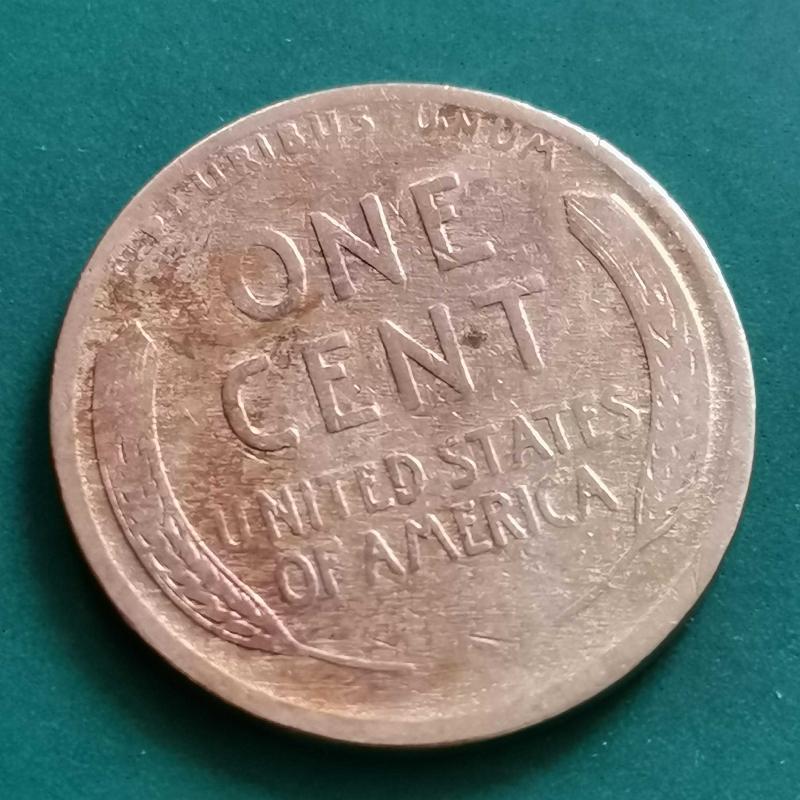 PLURIBUS UNUM
ONE
CENT
UNITED STATES
OF AMERICA